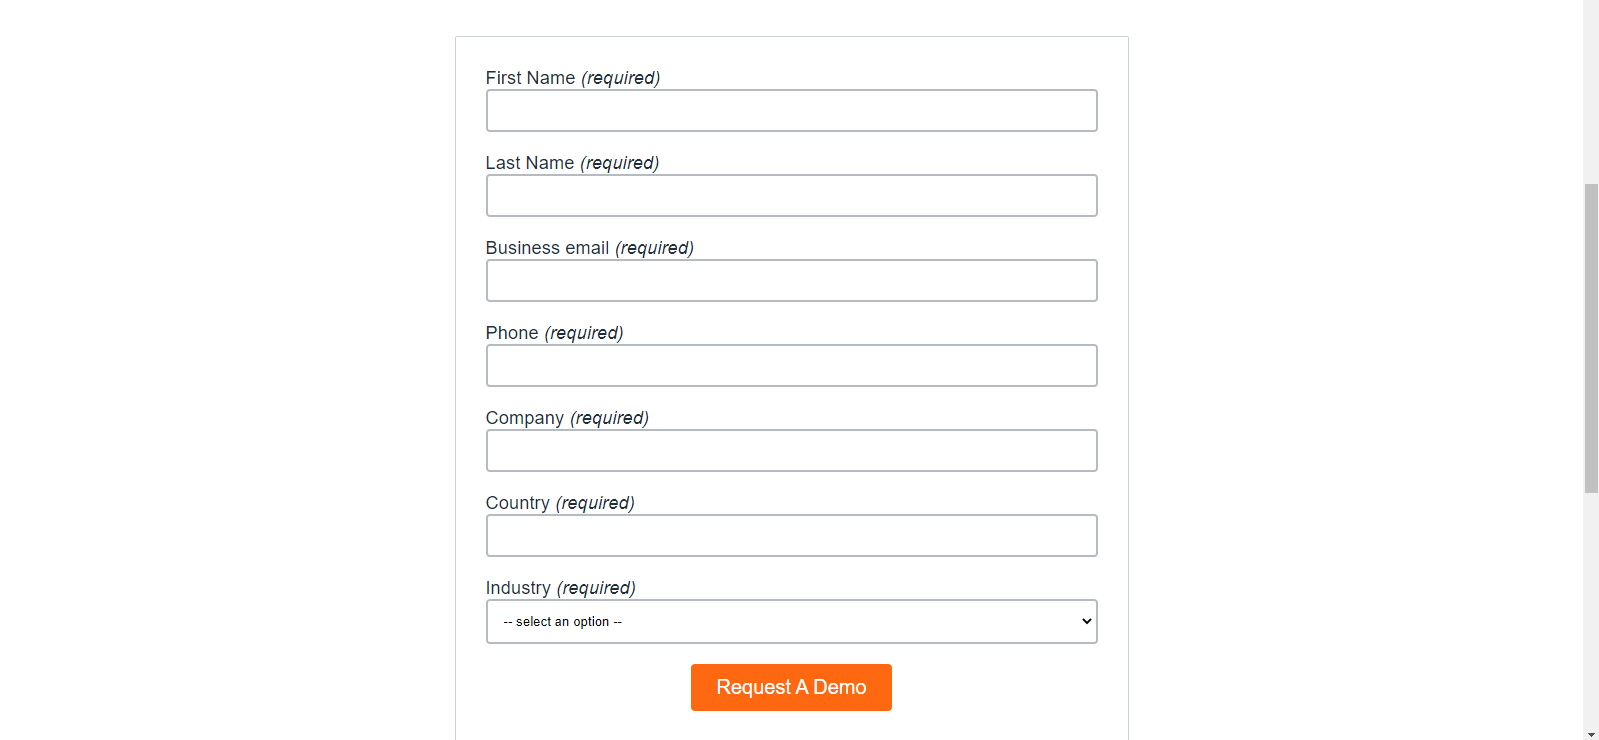 First Name (required)
Last Name (required)
Business email (required)
Phone (required)
Company (required)
Country (required)
Industry (required)
-- select an option --
Request A Demo